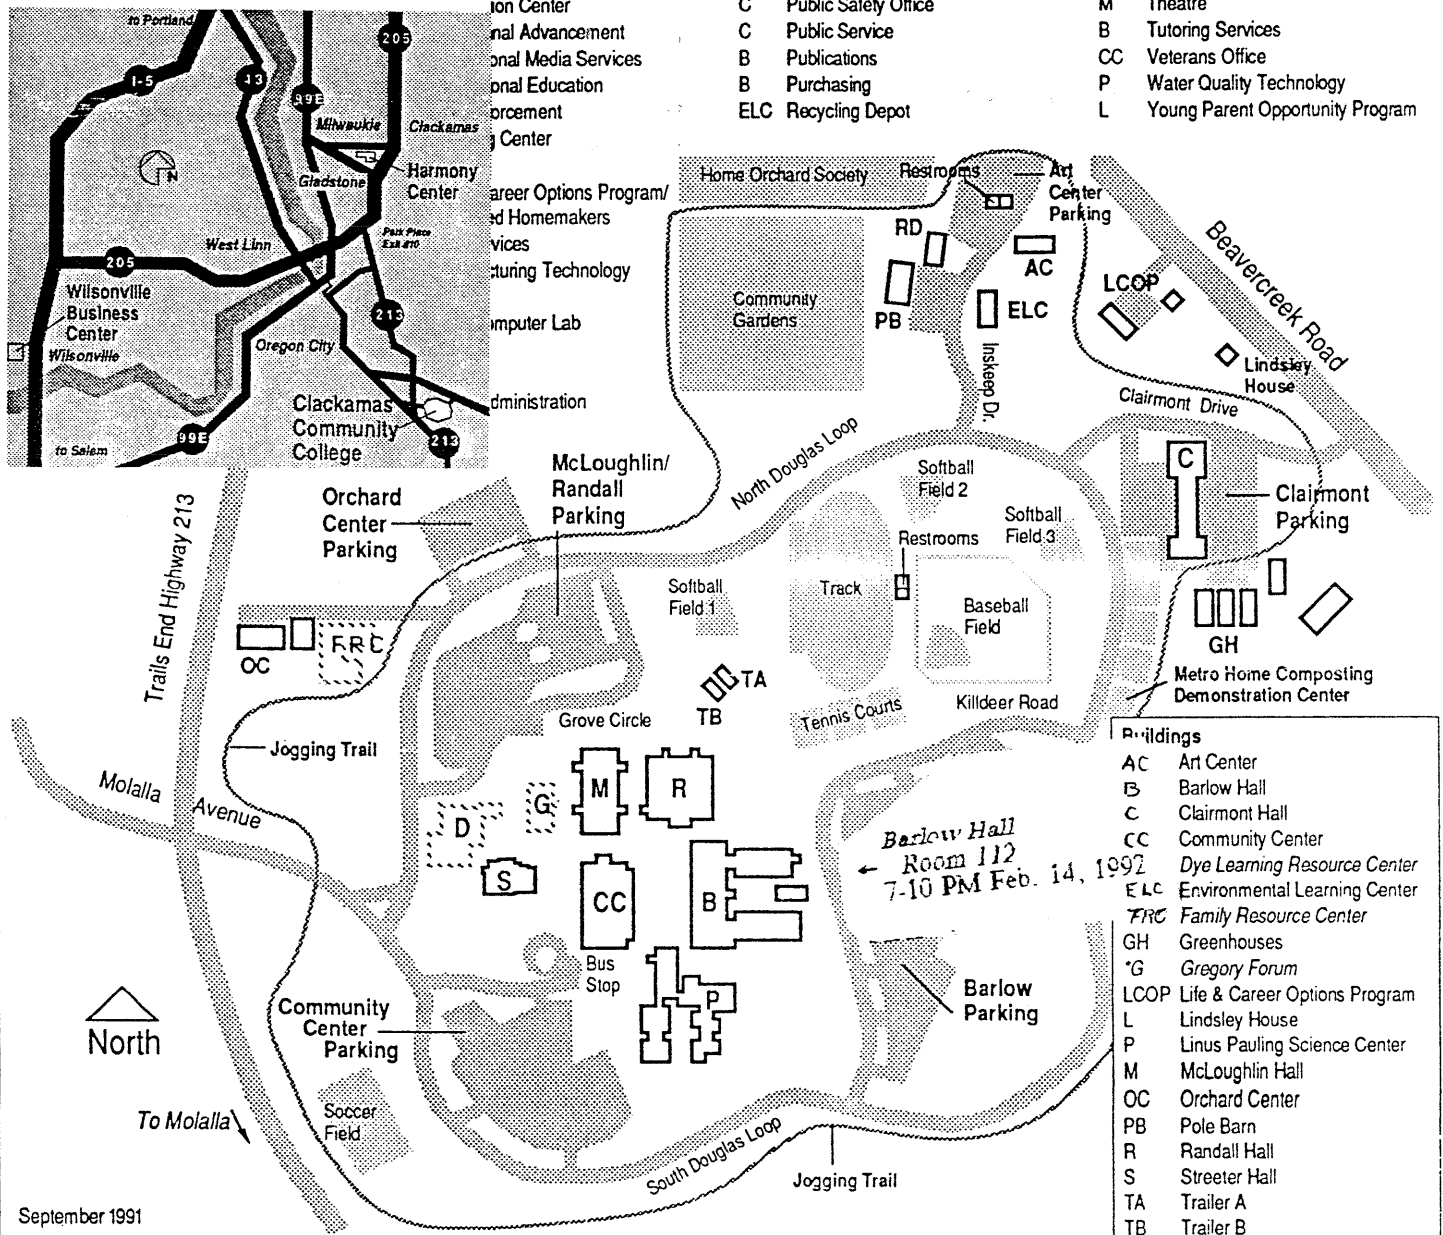 to Portland
205
I-5
43
99E
Milwaukie
Clackamas
N
Gladstone
Harmony
Center
West Linn
Park Place
Exit #10
205
Wilsonville
Business
Center
213
Wilsonville
Oregon City
Clackamas
Community
College
99E
213
to Salem
ion Center
nal Advancement
onal Media Services
onal Education
orcement
g Center
areer Options Program/
ed Homemakers
vices
cturing Technology
mputer Lab
dministration
C Public Safety Office
C Public Service
B Publications
B Purchasing
ELC Recycling Depot
M Theatre
B Tutoring Services
CC Veterans Office
P Water Quality Technology
L Young Parent Opportunity Program
Home Orchard Society
Restrooms
Art
Center
Parking
RD
AC
PB
ELC
LCOP
Beavercreek Road
Community
Gardens
Inskeep Dr.
Lindsley
House
Clairmont Drive
North Douglas Loop
McLoughlin/
Randall
Parking
Orchard
Center
Parking
Softball
Field 2
Softball
Field 3
C
Clairmont
Parking
Trails End Highway 213
Restrooms
Softball
Field 1
Track
Baseball
Field
OC
FRC
GH
TA
TB
Metro Home Composting
Demonstration Center
Grove Circle
Tennis Courts
Killdeer Road
Jogging Trail
Molalla
Avenue
M
R
G
D
S
CC
B
Barlow Hall
← Room 112
7-10 PM Feb. 14, 1992
Bus
Stop
P
Barlow
Parking
Community
Center
Parking
North
To Molalla
Soccer
Field
South Douglas Loop
Jogging Trail
September 1991
Buildings
AC Art Center
B Barlow Hall
C Clairmont Hall
CC Community Center
Dye Learning Resource Center
ELC Environmental Learning Center
FRC Family Resource Center
GH Greenhouses
*G Gregory Forum
LCOP Life & Career Options Program
L Lindsley House
P Linus Pauling Science Center
M McLoughlin Hall
OC Orchard Center
PB Pole Barn
R Randall Hall
S Streeter Hall
TA Trailer A
TB Trailer B